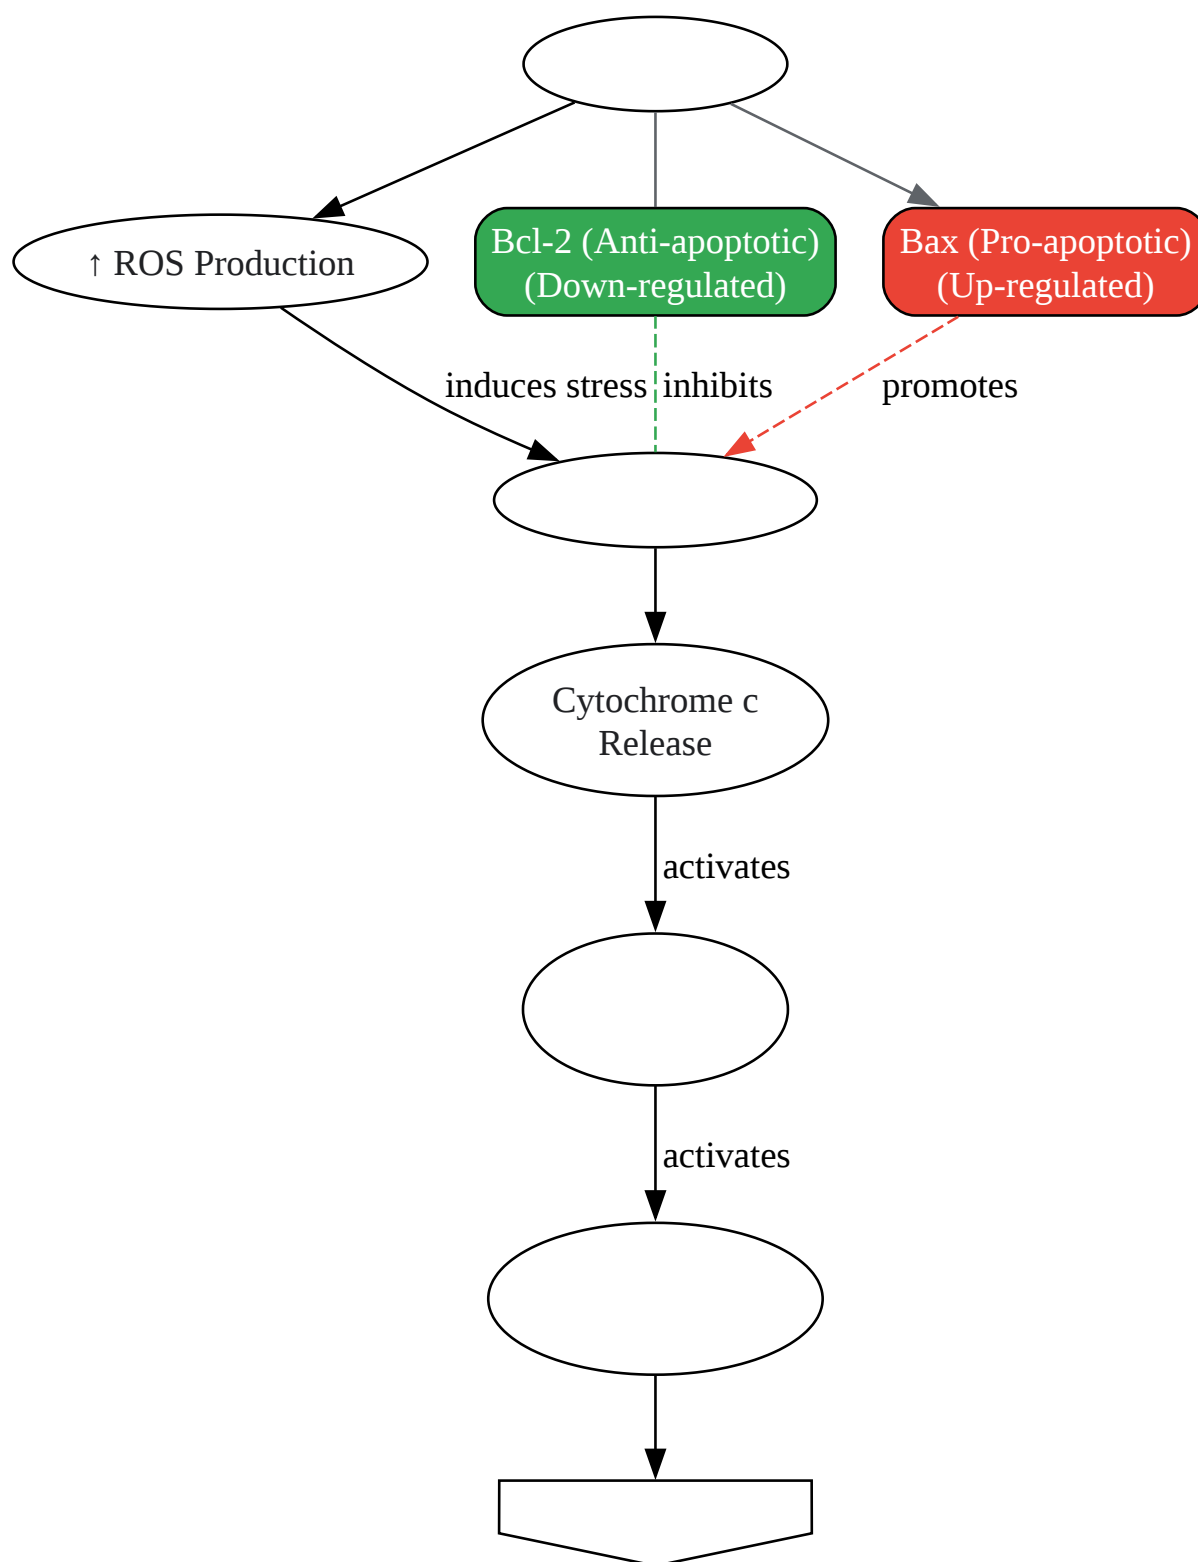 ↑ ROS Production
Bcl-2 (Anti-apoptotic)
(Down-regulated)
Bax (Pro-apoptotic)
(Up-regulated)
induces stress
inhibits
promotes
Cytochrome c
Release
activates
activates